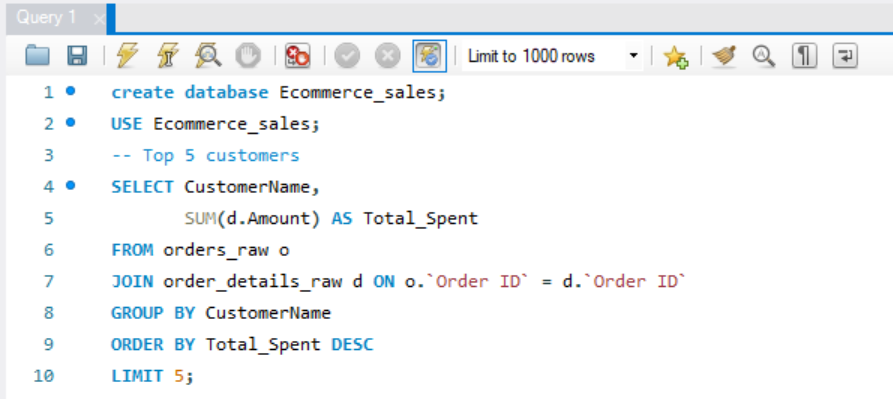 Query 1
Limit to 1000 rows
1 create database Ecommerce_sales;
2 USE Ecommerce_sales;
3 -- Top 5 customers
4 SELECT CustomerName,
5 SUM(d.Amount) AS Total_Spent
6 FROM orders_raw o
7 JOIN order_details_raw d ON o.`Order ID` = d.`Order ID`
8 GROUP BY CustomerName
9 ORDER BY Total_Spent DESC
10 LIMIT 5;